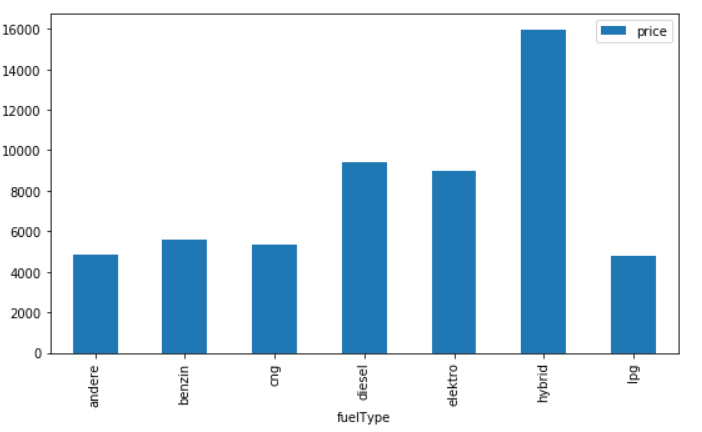 16000
14000
12000
10000
8000
6000
4000
2000
0
price
andere
benzin
cng
diesel
elektro
hybrid
lpg
fuelType